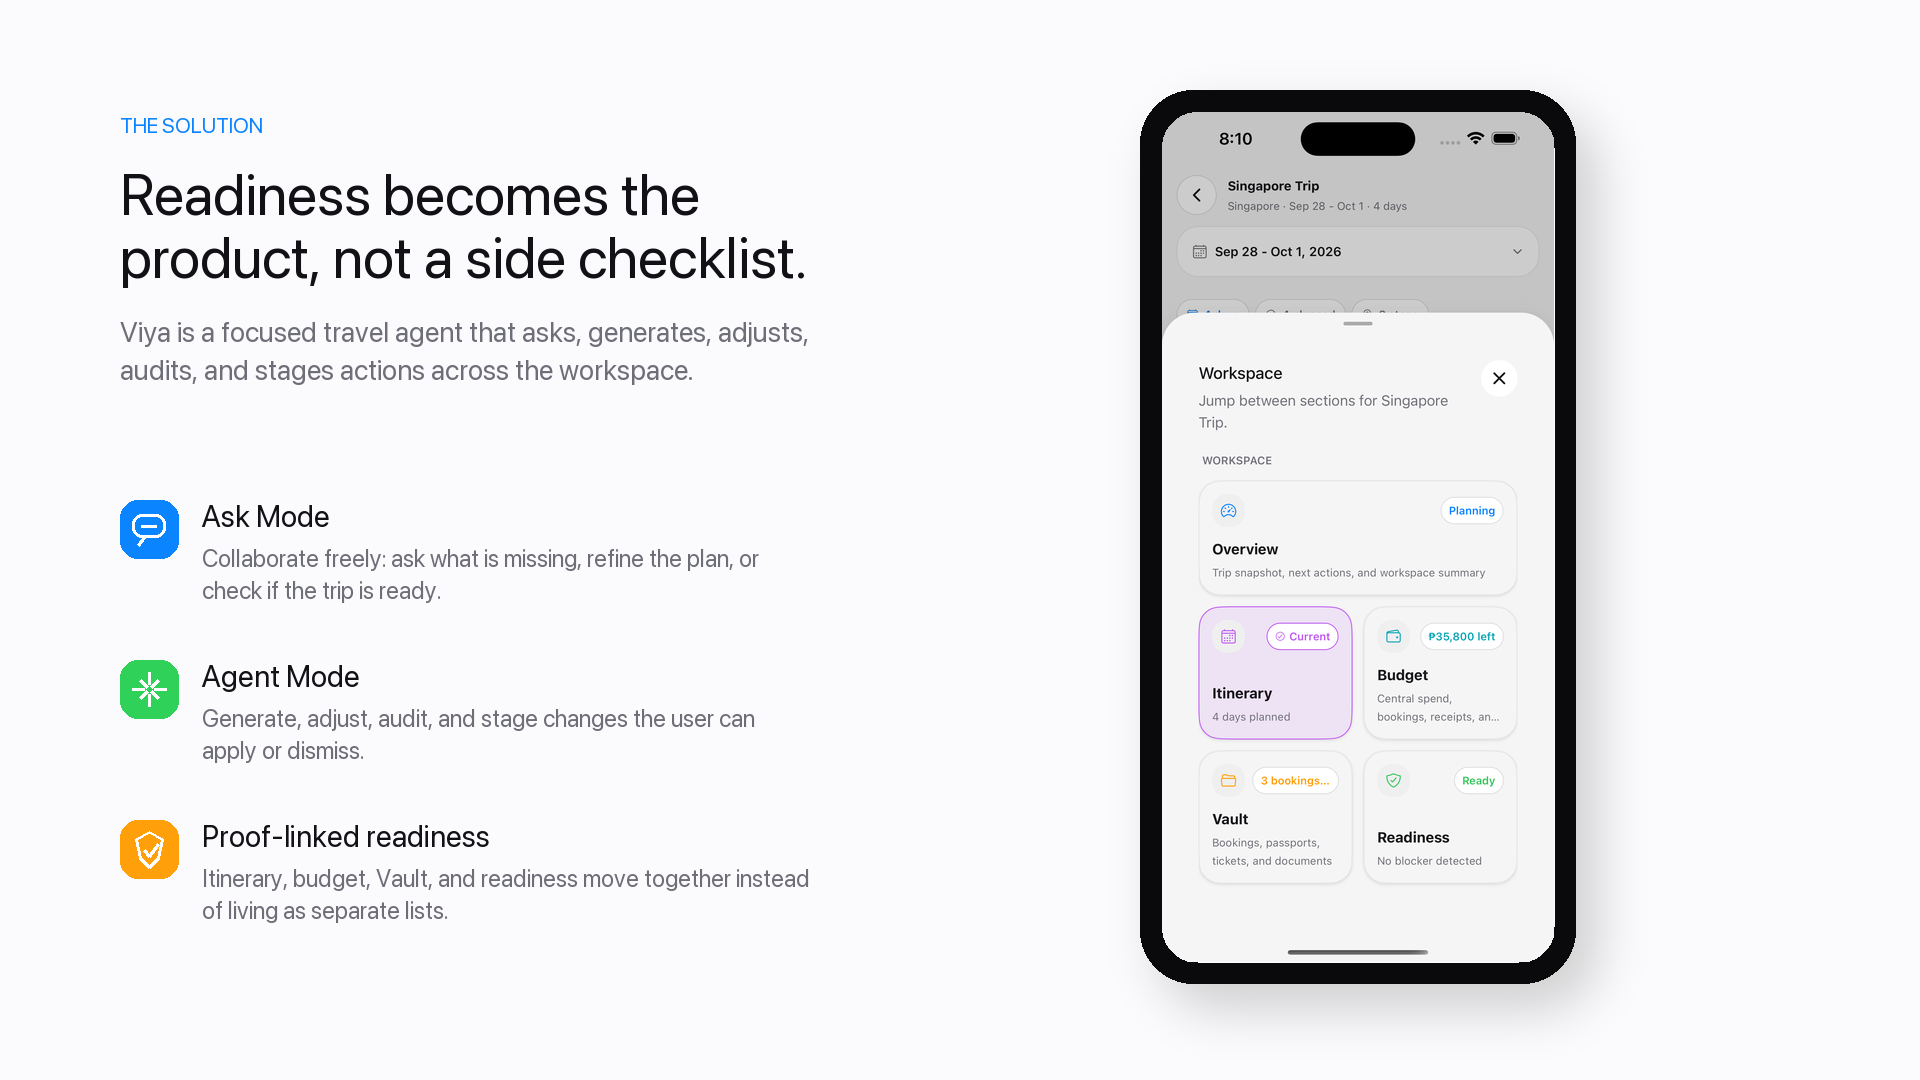 THE SOLUTION
Readiness becomes the
product, not a side checklist.
Viya is a focused travel agent that asks, generates, adjusts,
audits, and stages actions across the workspace.
Ask Mode
Collaborate freely: ask what is missing, refine the plan, or
check if the trip is ready.
Agent Mode
Generate, adjust, audit, and stage changes the user can
apply or dismiss.
Proof-linked readiness
Itinerary, budget, Vault, and readiness move together instead
of living as separate lists.
8:10
Singapore Trip
Singapore · Sep 28 - Oct 1 · 4 days
Sep 28 - Oct 1, 2026
Workspace
Jump between sections for Singapore
Trip.
WORKSPACE
Planning
Overview
Trip snapshot, next actions, and workspace summary
Current
Itinerary
4 days planned
₱35,800 left
Budget
Central spend,
bookings, receipts, an...
3 bookings...
Vault
Bookings, passports,
tickets, and documents
Ready
Readiness
No blocker detected